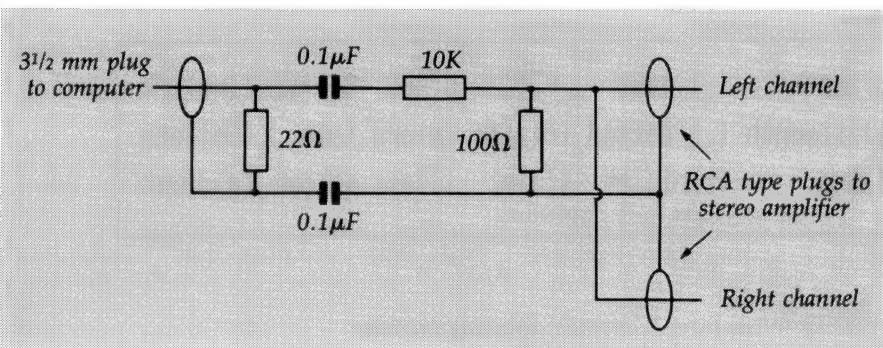 3½ mm plug
to computer
0.1μF
10K
Left channel
22Ω
100Ω
RCA type plugs to
stereo amplifier
0.1μF
Right channel